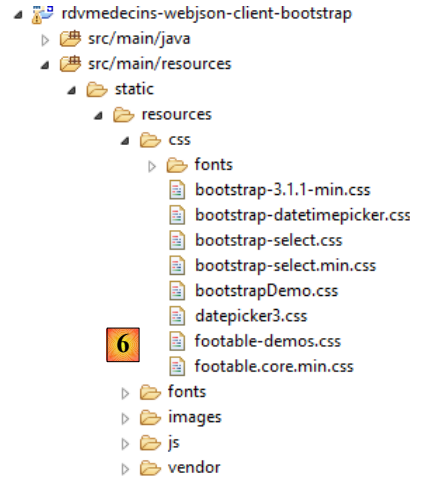 rdvmedecins-webjson-client-bootstrap
src/main/java
src/main/resources
static
resources
css
fonts
bootstrap-3.1.1-min.css
bootstrap-datetimepicker.css
bootstrap-select.css
bootstrap-select.min.css
bootstrapDemo.css
datepicker3.css
6 footable-demos.css
footable.core.min.css
fonts
images
js
vendor